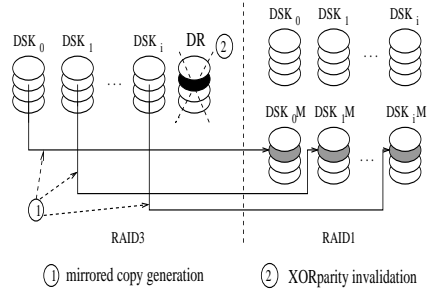 DSK 0 DSK 1 DSK i DR 2
... 
DSK 0 DSK 1 DSK i
...
DSK 0 M DSK 1 M DSK i M
...
1
RAID3 RAID1
1 mirrored copy generation 2 XORparity invalidation